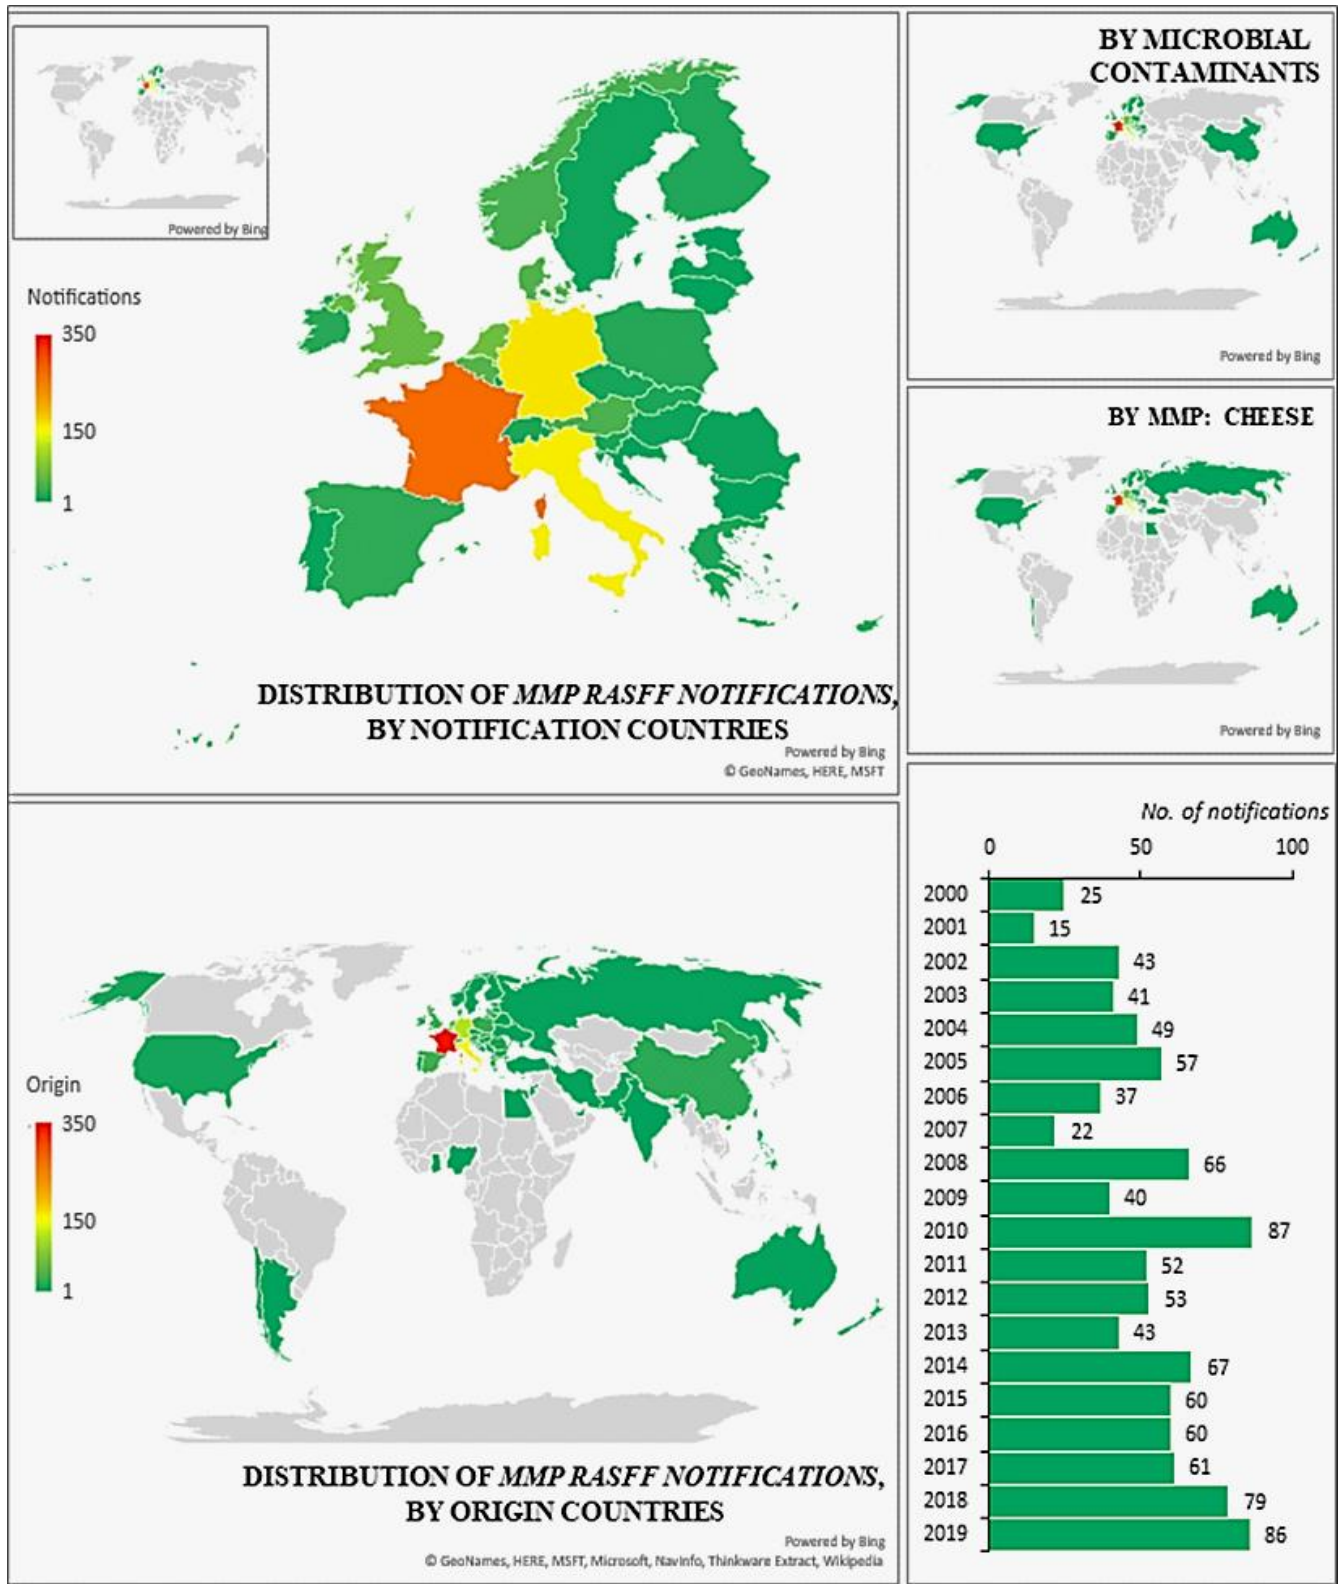 Powered by Bing
Notifications
350
150
1
DISTRIBUTION OF MMP RASFF NOTIFICATIONS,
BY NOTIFICATION COUNTRIES
Powered by Bing
© GeoNames, HERE, MSFT
BY MICROBIAL
CONTAMINANTS
Powered by Bing
BY MMP: CHEESE
Powered by Bing
Origin
350
150
1
DISTRIBUTION OF MMP RASFF NOTIFICATIONS,
BY ORIGIN COUNTRIES
Powered by Bing
© GeoNames, HERE, MSFT, Microsoft, NavInfo, Thinkware Extract, Wikipedia
No. of notifications
0 50 100
2000 25
2001 15
2002 43
2003 41
2004 49
2005 57
2006 37
2007 22
2008 66
2009 40
2010 87
2011 52
2012 53
2013 43
2014 67
2015 60
2016 60
2017 61
2018 79
2019 86